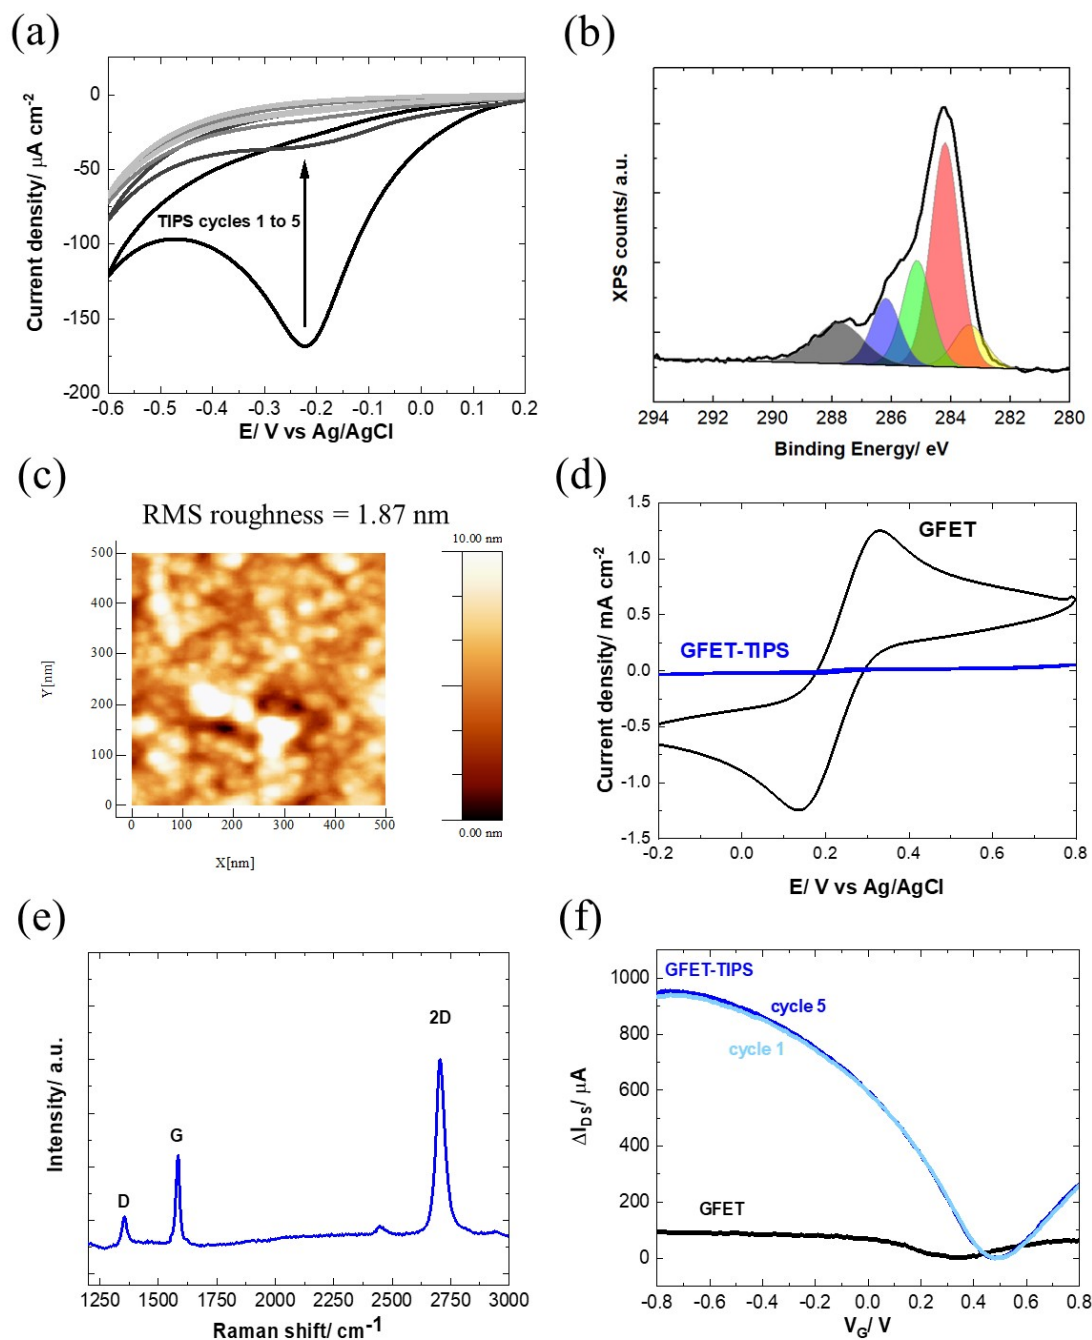 (a)
0
-50
-100
-150
-200
Current density/ μA cm-2
TIPS cycles 1 to 5
-0.6 -0.5 -0.4 -0.3 -0.2 -0.1 0.0 0.1 0.2
E/ V vs Ag/AgCl
(b)
XPS counts/ a.u.
294 292 290 288 286 284 282 280
Binding Energy/ eV
(c)
RMS roughness = 1.87 nm
500
400
300
200
100
0
Y[nm]
0 100 200 300 400 500
X[nm]
10.00 nm
0.00 nm
(d)
1.5
1.0
0.5
0.0
-0.5
-1.0
-1.5
Current density/ mA cm-2
GFET
GFET-TIPS
-0.2 0.0 0.2 0.4 0.6 0.8
E/ V vs Ag/AgCl
(e)
Intensity/ a.u.
D
G
2D
1250 1500 1750 2000 2250 2500 2750 3000
Raman shift/ cm-1
(f)
1000
800
600
400
200
0
ΔIDS/ μA
GFET-TIPS
cycle 5
cycle 1
GFET
-0.8 -0.6 -0.4 -0.2 0.0 0.2 0.4 0.6 0.8
VG/ V